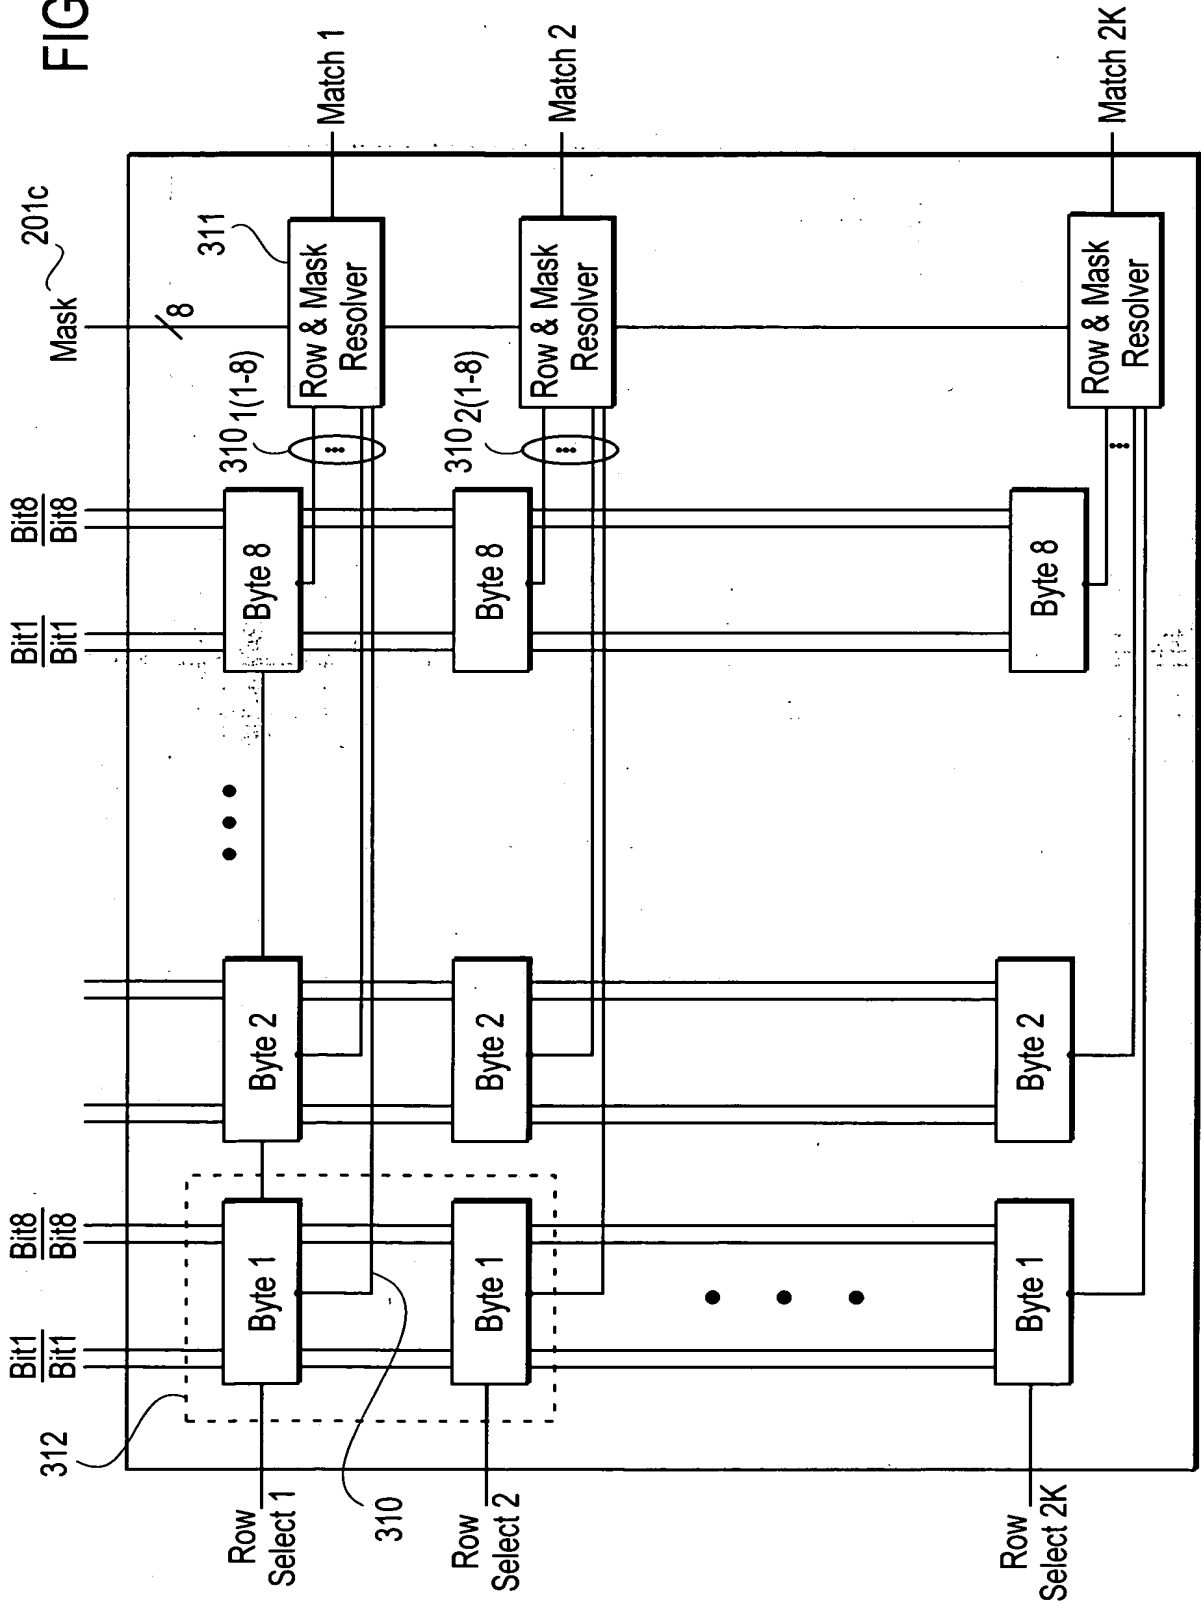 FIG
Mask
201c
8
Bit1
Bit1
Bit8
Bit8
Bit1
Bit1
Bit8
Bit8
312
311
310 1(1-8)
310 2(1-8)
310
Row
Select 1
Byte 1
Byte 2
Byte 8
Row & Mask
Resolver
Match 1
Row
Select 2
Byte 1
Byte 2
Byte 8
Row & Mask
Resolver
Match 2
Row
Select 2K
Byte 1
Byte 2
Byte 8
Row & Mask
Resolver
Match 2K